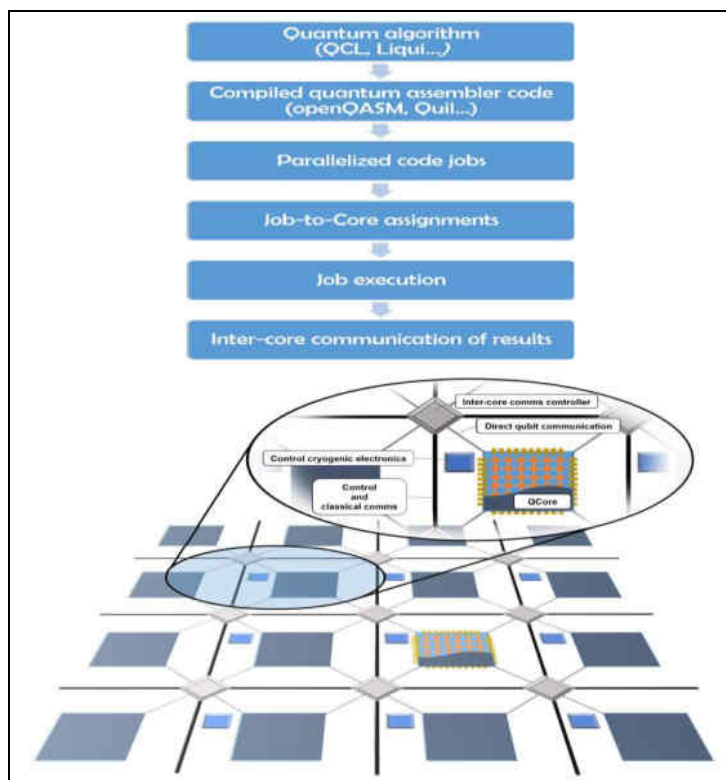 Quantum algorithm
(QCL, Liqui...)
Compiled quantum assembler code
(openQASM, Quil...)
Parallelized code jobs
Job-to-Core assignments
Job execution
Inter-core communication of results
Inter-core comms controller
Direct qubit communication
Control cryogenic electronics
Control
and
classical comms
QCore